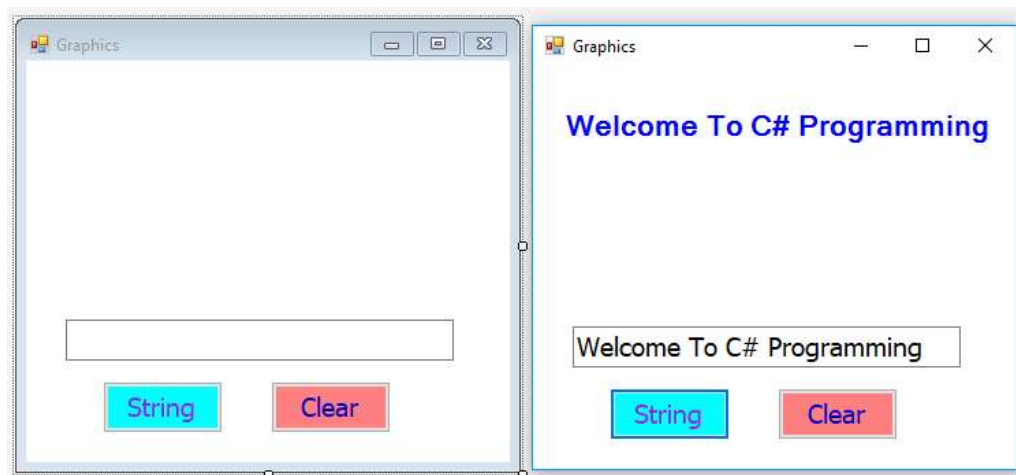 Graphics
String
Clear
Graphics
Welcome To C# Programming
Welcome To C# Programming
String
Clear